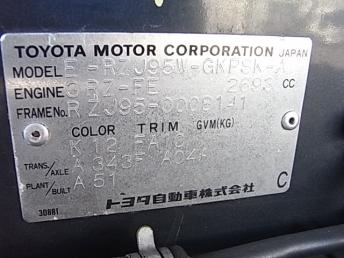 TOYOTA MOTOR CORPORATION JAPAN
MODEL E-RZJ95W-GKPSK-A
ENGINE 3RZ-FE 2693 CC
FRAME No. RZJ95-
COLOR TRIM GVM(KG)
K12
TRANS./AXLE A343F A04A
PLANT/BUILT A51
トヨタ自動車株式会社 C
30881